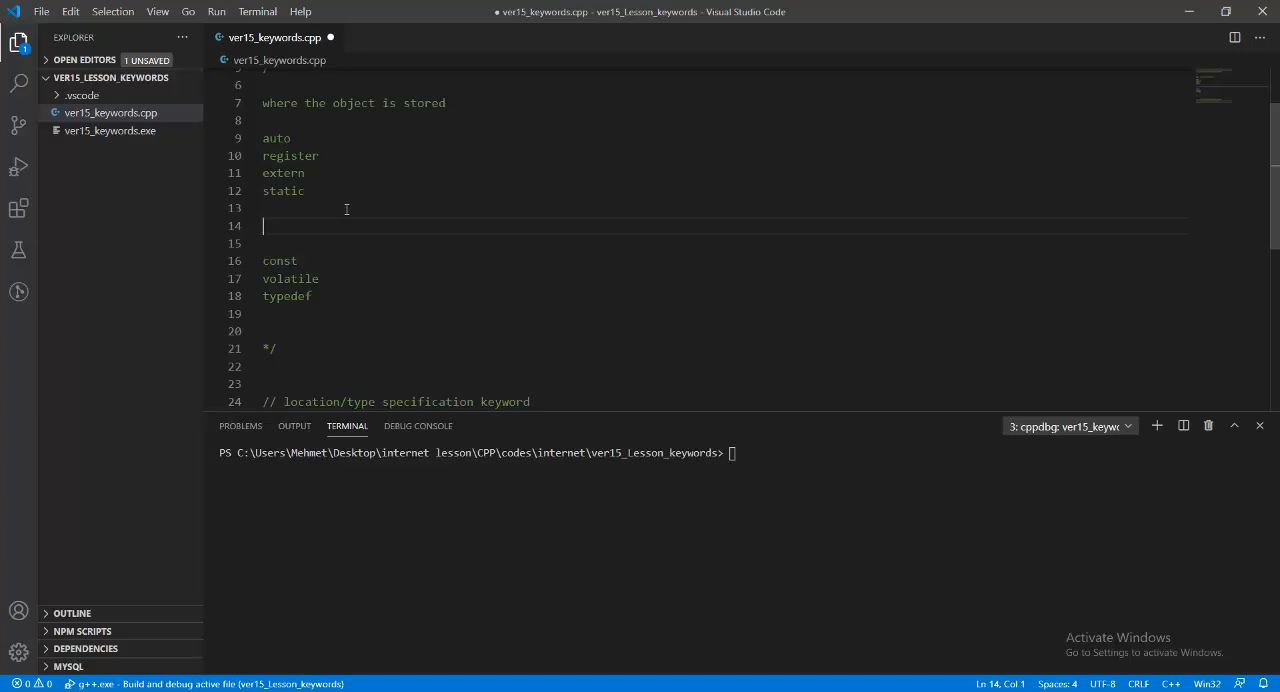 File Edit Selection View Go Run Terminal Help
● ver15_keywords.cpp - ver15_Lesson_keywords - Visual Studio Code
EXPLORER
OPEN EDITORS 1 UNSAVED
VER15_LESSON_KEYWORDS
.vscode
ver15_keywords.cpp
ver15_keywords.exe
OUTLINE
NPM SCRIPTS
DEPENDENCIES
MYSQL
1
ver15_keywords.cpp ●
ver15_keywords.cpp
6
7 where the object is stored
8
9 auto
10 register
11 extern
12 static
13
14
15
16 const
17 volatile
18 typedef
19
20
21 */
22
23
24 // location/type specification keyword
PROBLEMS OUTPUT TERMINAL DEBUG CONSOLE
3: cppdbg: ver15_keywc
PS C:\Users\Mehmet\Desktop\internet lesson\CPP\codes\internet\ver15_Lesson_keywords>
Activate Windows
Go to Settings to activate Windows.
0 0 g++.exe - Build and debug active file (ver15_Lesson_keywords)
Ln 14, Col 1 Spaces: 4 UTF-8 CRLF C++ Win32